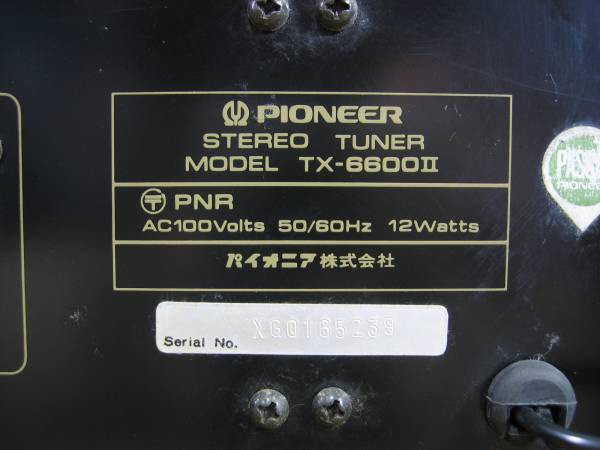 PIONEER
STEREO TUNER
MODEL TX-6600II
〒 PNR
AC100Volts 50/60Hz 12Watts
パイオニア株式会社
Serial No. XG0165239
PIONEER